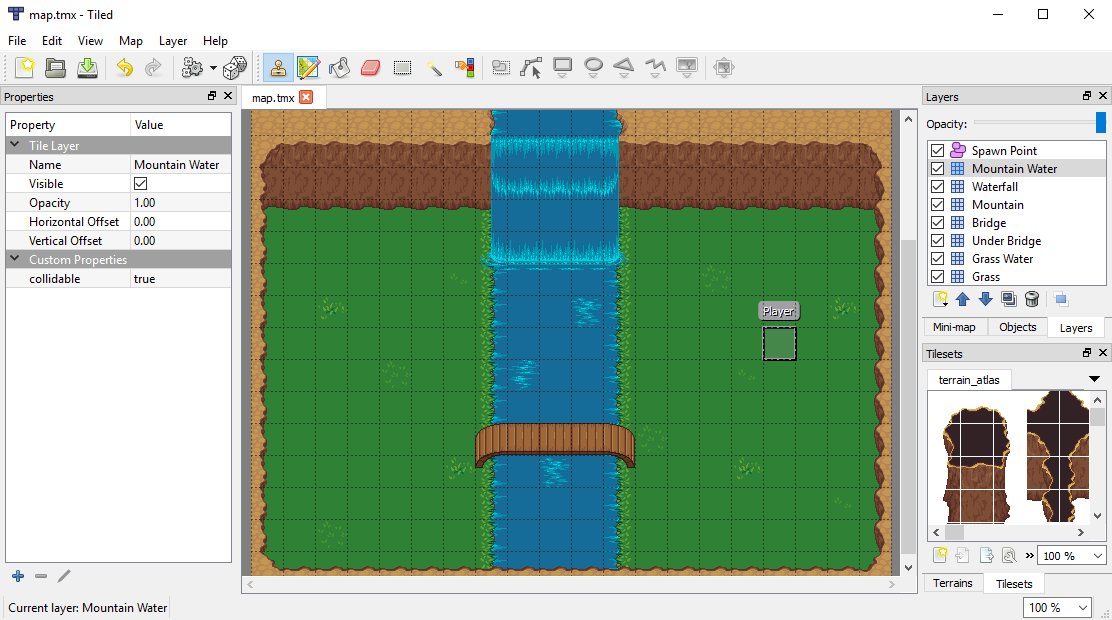 map.tmx - Tiled
File Edit View Map Layer Help
Properties
Property Value
Tile Layer
Name Mountain Water
Visible
Opacity 1.00
Horizontal Offset 0.00
Vertical Offset 0.00
Custom Properties
collidable true
Current layer: Mountain Water
map.tmx
Player
Layers
Opacity:
Spawn Point
Mountain Water
Waterfall
Mountain
Bridge
Under Bridge
Grass Water
Grass
Mini-map Objects Layers
Tilesets
terrain_atlas
100 %
Terrains Tilesets
100 %